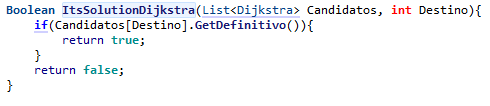 Boolean ItsSolutionDijkstra(List<Dijkstra> Candidatos, int Destino){
if(Candidatos[Destino].GetDefinitivo()){
return true;
}
return false;
}